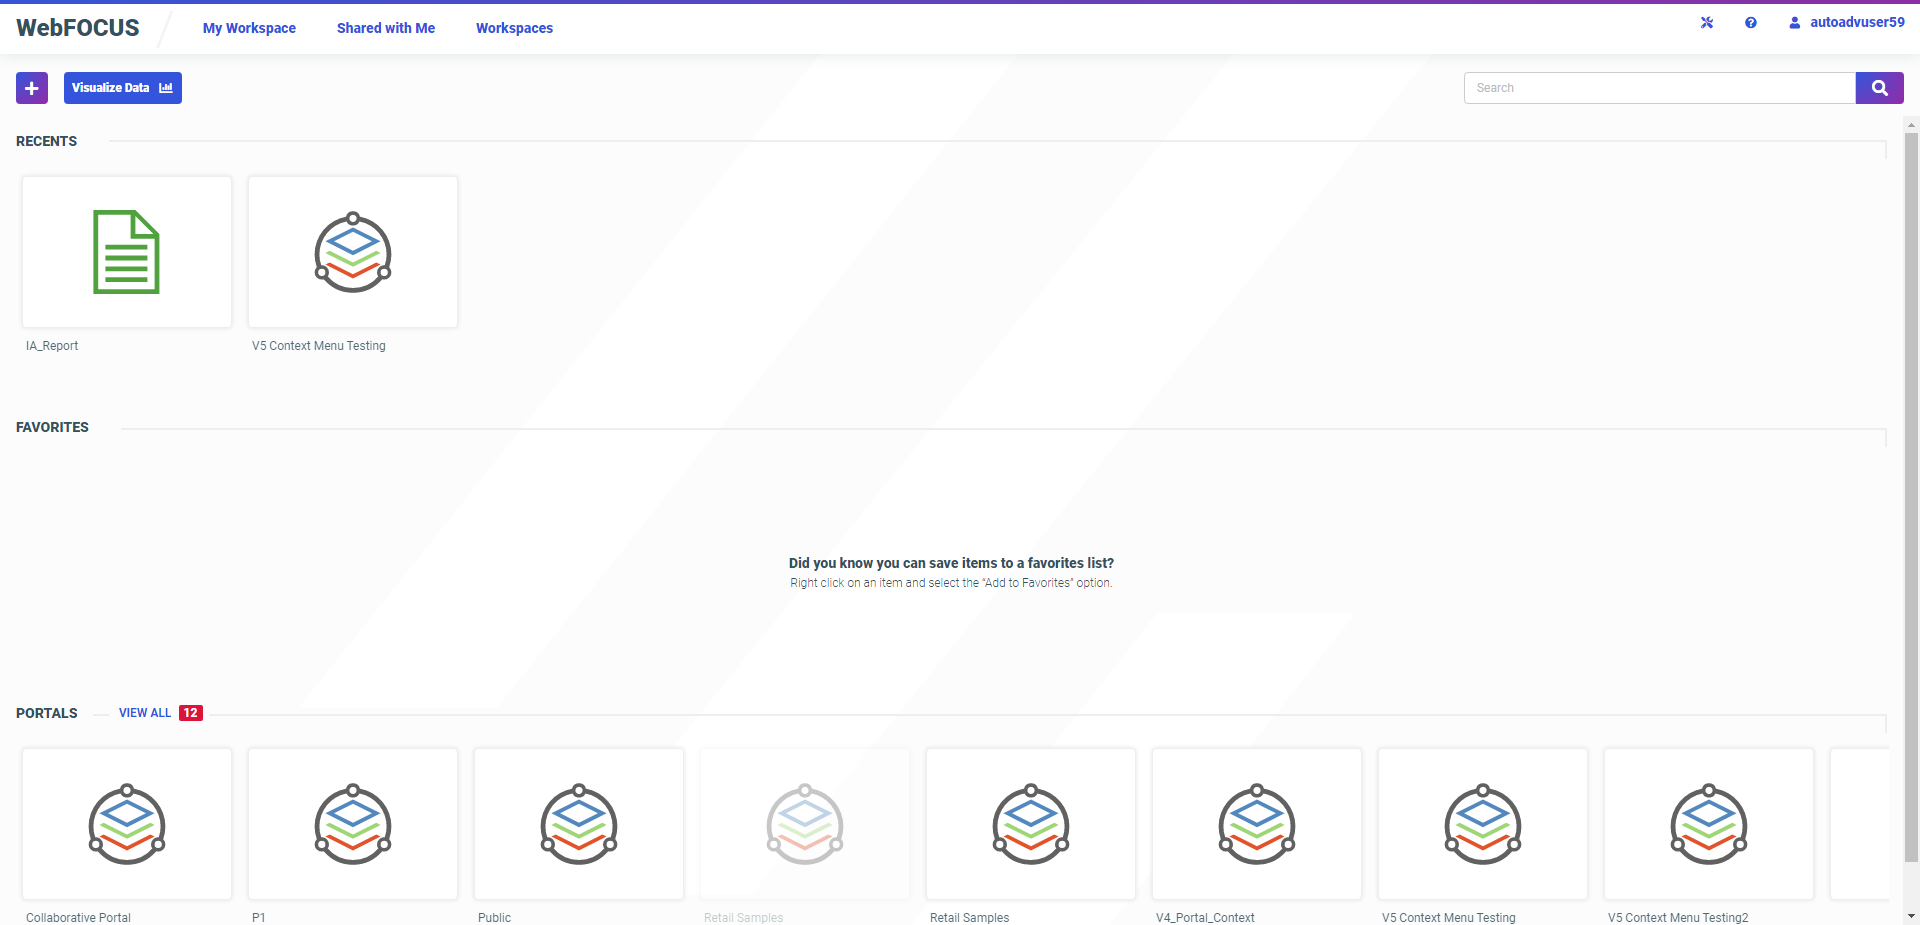 WebFOCUS
My Workspace
Shared with Me
Workspaces
autoadvuser59
Visualize Data
Search
RECENTS
IA_Report
V5 Context Menu Testing
FAVORITES
Did you know you can save items to a favorites list?
Right click on an item and select the “Add to Favorites” option.
PORTALS
VIEW ALL 12
Collaborative Portal
P1
Public
Retail Samples
Retail Samples
V4_Portal_Context
V5 Context Menu Testing
V5 Context Menu Testing2